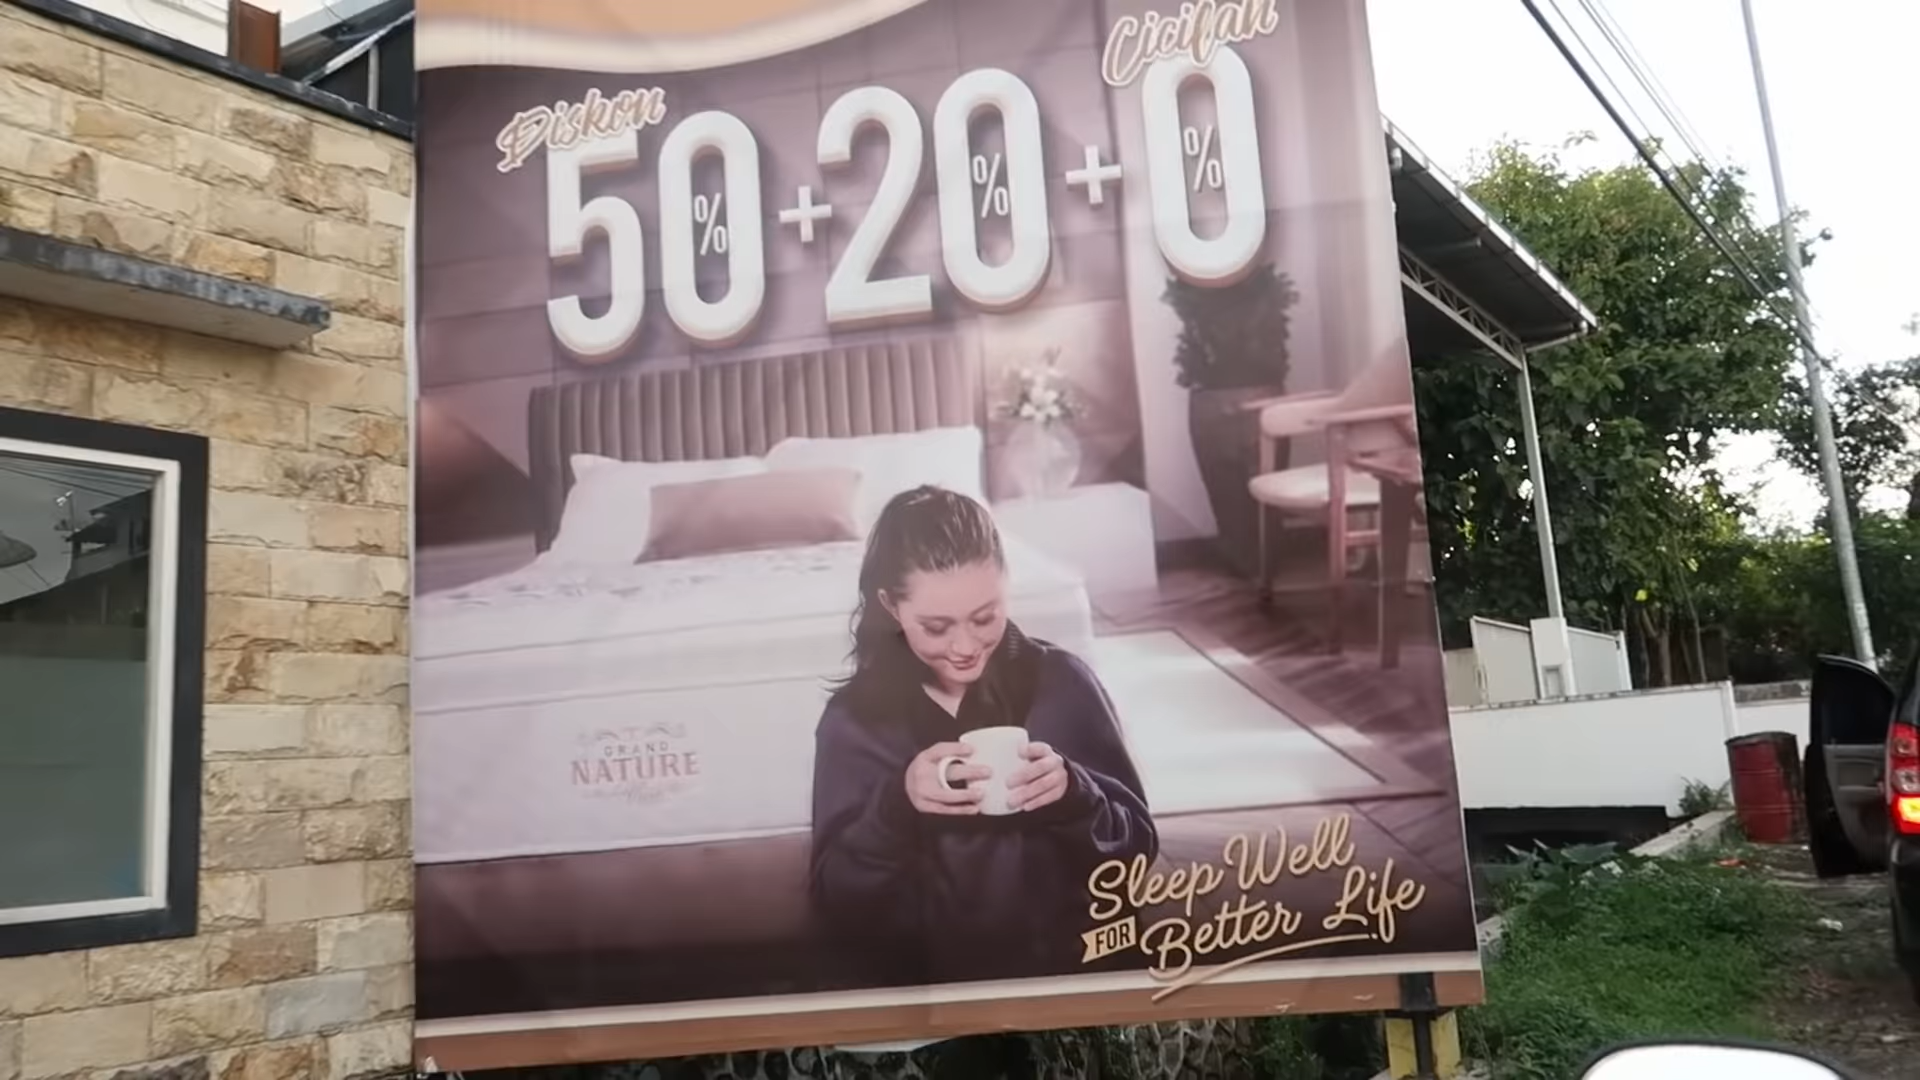 Diskon
50% + 20% + 0%
Cicilan
GRAND
NATURE
Sleep Well
FOR Better Life